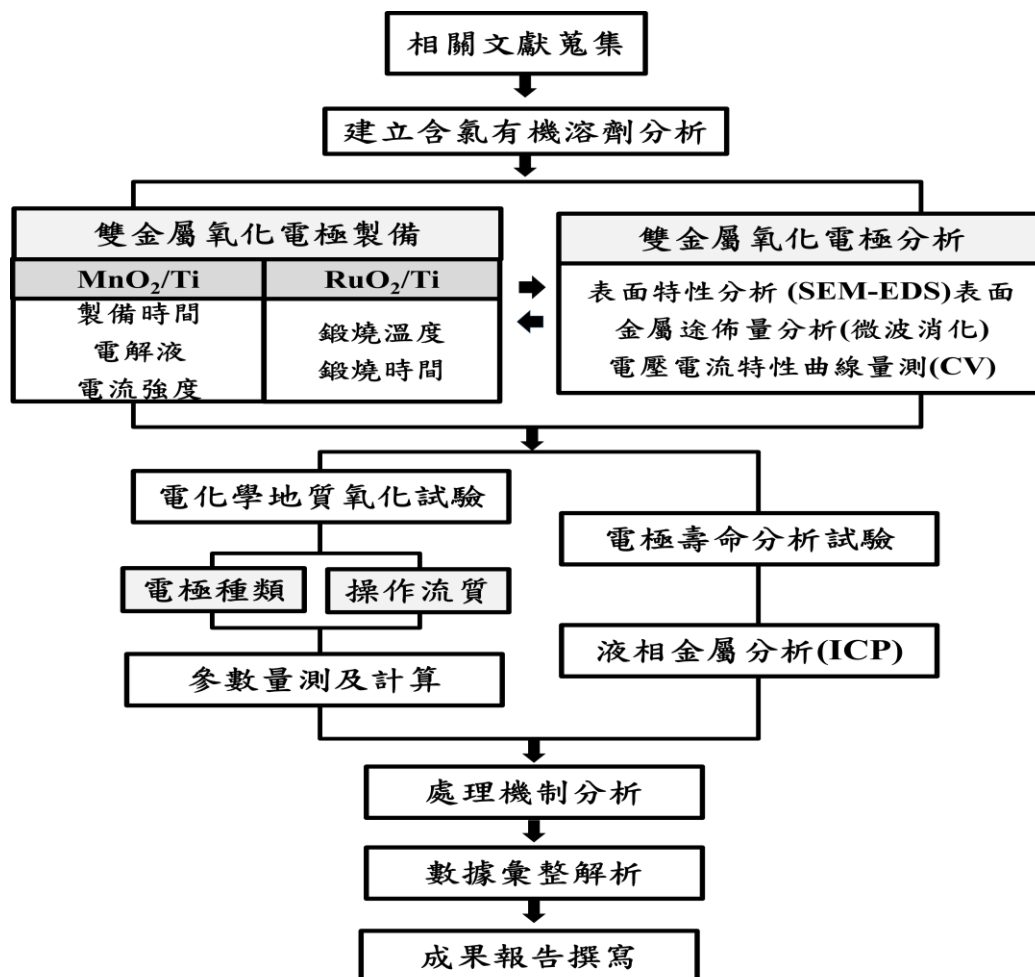 相關文獻蒐集
建立含氯有機溶劑分析
雙金屬氧化電極製備
MnO₂/Ti
RuO₂/Ti
製備時間
電解液
電流強度
鍛燒溫度
鍛燒時間
雙金屬氧化電極分析
表面特性分析 (SEM-EDS)表面
金屬途佈量分析(微波消化)
電壓電流特性曲線量測(CV)
電化學地質氧化試驗
電極種類
操作流質
參數量測及計算
電極壽命分析試驗
液相金屬分析(ICP)
處理機制分析
數據彙整解析
成果報告撰寫